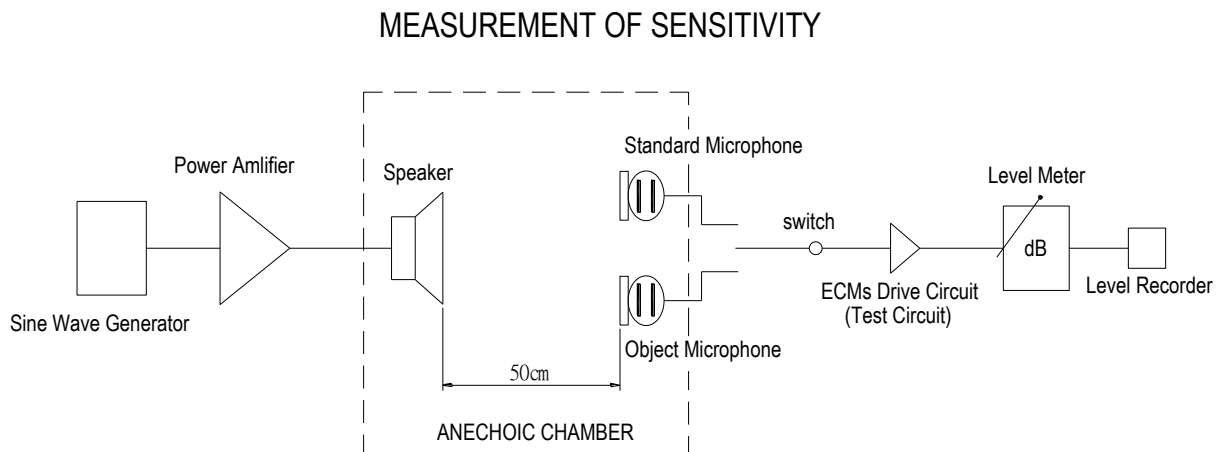 MEASUREMENT OF SENSITIVITY
Power Amlifier
Speaker
Standard Microphone
Level Meter
switch
dB
Sine Wave Generator
ECMs Drive Circuit
(Test Circuit)
Level Recorder
Object Microphone
50cm
ANECHOIC CHAMBER